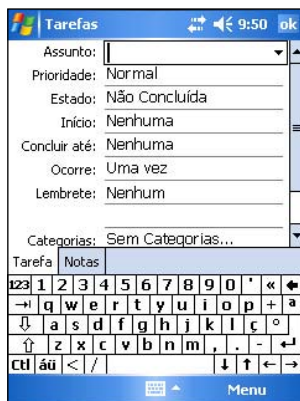 Tarefas 9:50 ok
Assunto:
Prioridade: Normal
Estado: Não Concluída
Início: Nenhuma
Concluir até: Nenhuma
Ocorre: Uma vez
Lembrete: Nenhum
Categorias: Sem Categorias...
Tarefa Notas
123 1 2 3 4 5 6 7 8 9 0 ' «
q w e r t y u i o p + ª
a s d f g h j k l ç º
z x c v b n m , . -
Ctl áü < /
Menu